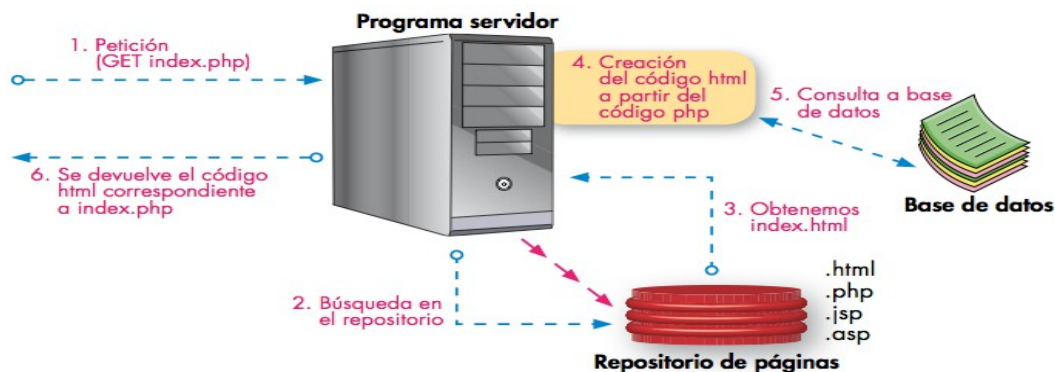 Programa servidor
1. Petición
(GET index.php)
4. Creación
del código html
a partir del
código php
5. Consulta a base
de datos
6. Se devuelve el código
html correspondiente
a index.php
Base de datos
3. Obtenemos
index.html
2. Búsqueda en
el repositorio
.html
.php
.jsp
.asp
Repositorio de páginas